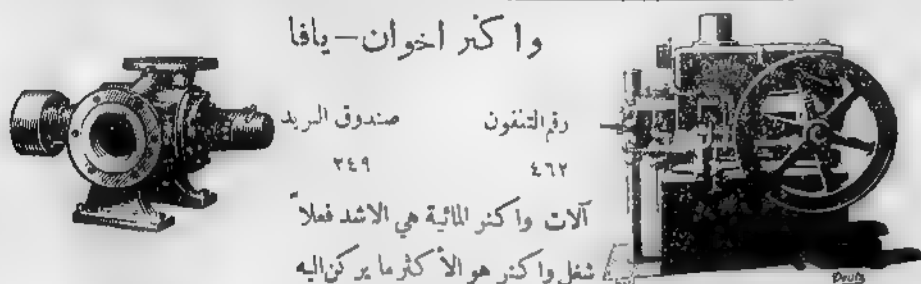 واكنر اخوان – يافا
رقم التلفون صندوق البريد
٤٦٢ ٢٤٩
آلات واكنر المائية هي الاشد فعلاً
شغل واكنر هو الأكثر ما يركن اليه
Deutz